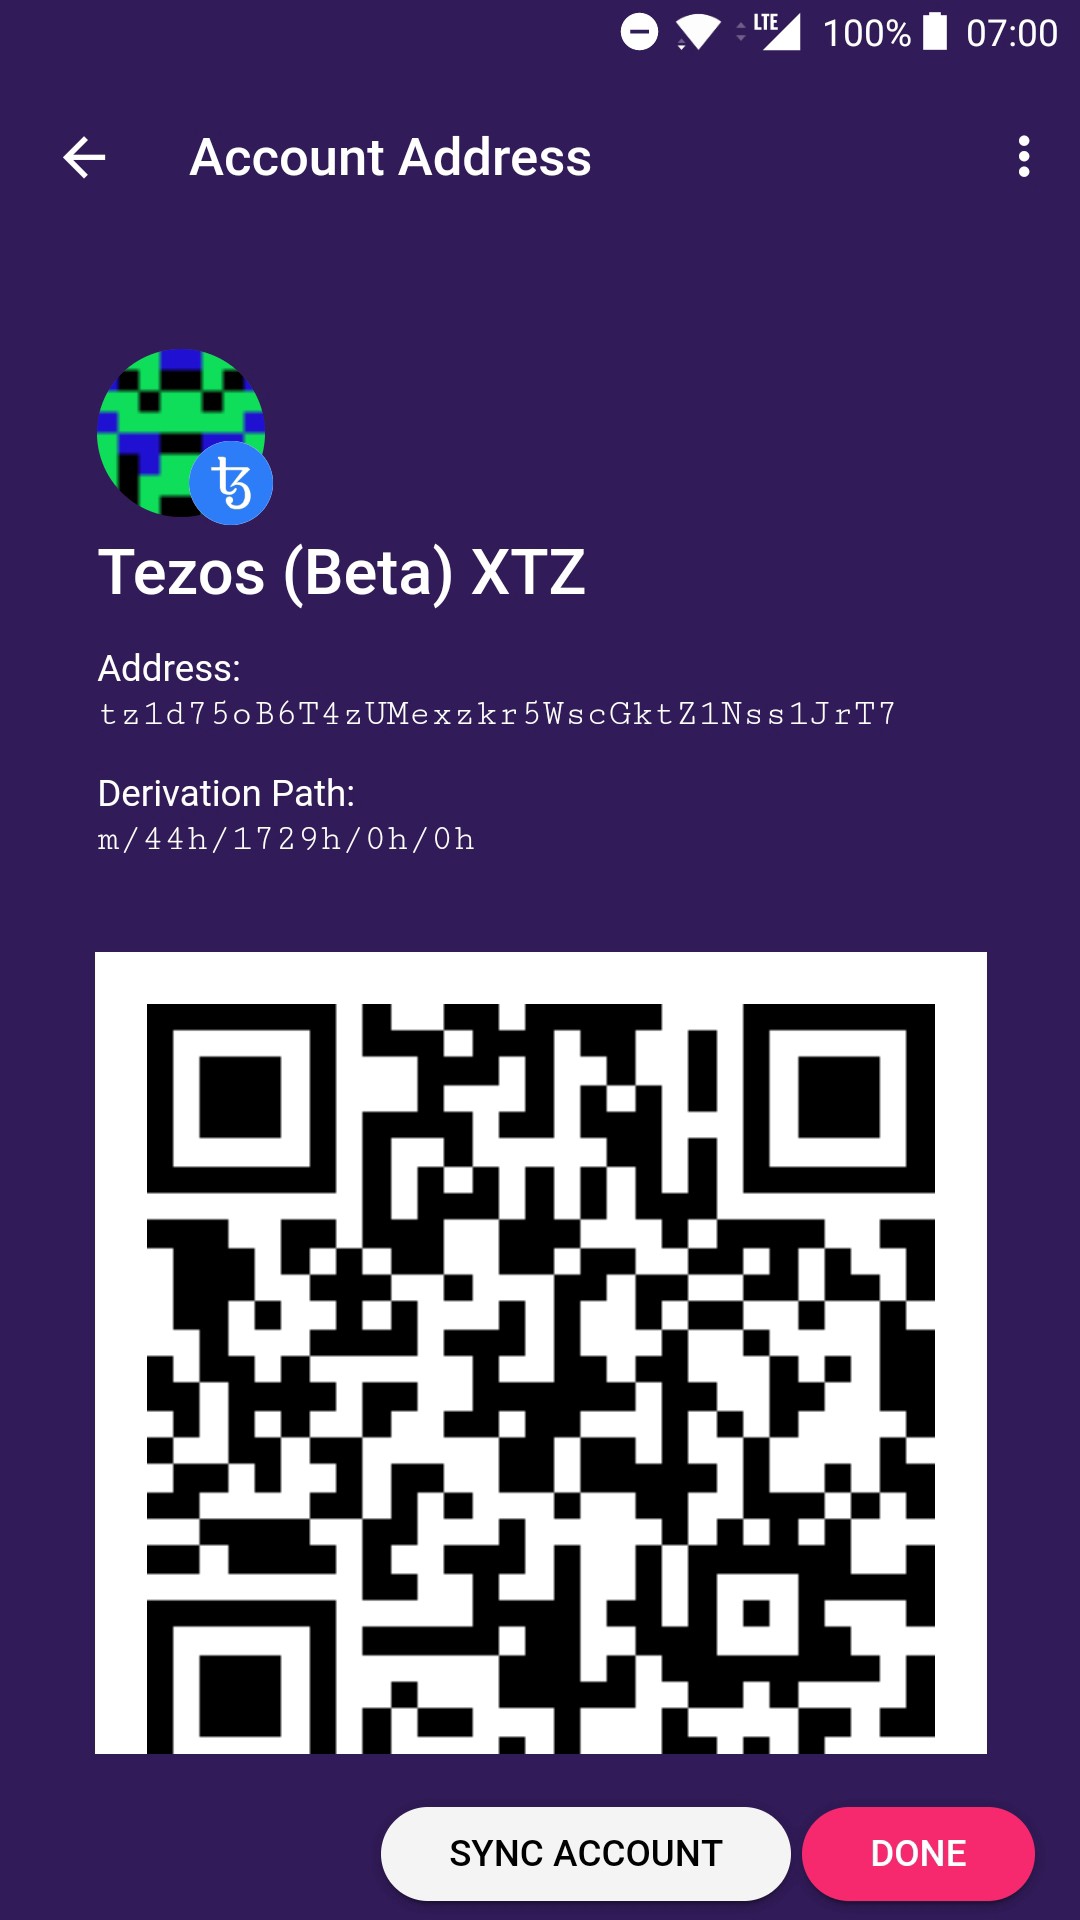 LTE 100% 07:00
Account Address
Tezos (Beta) XTZ
Address:
tz1d75oB6T4zUMexzkr5WscGktZ1Nss1JrT7
Derivation Path:
m/44h/1729h/0h/0h
SYNC ACCOUNT DONE